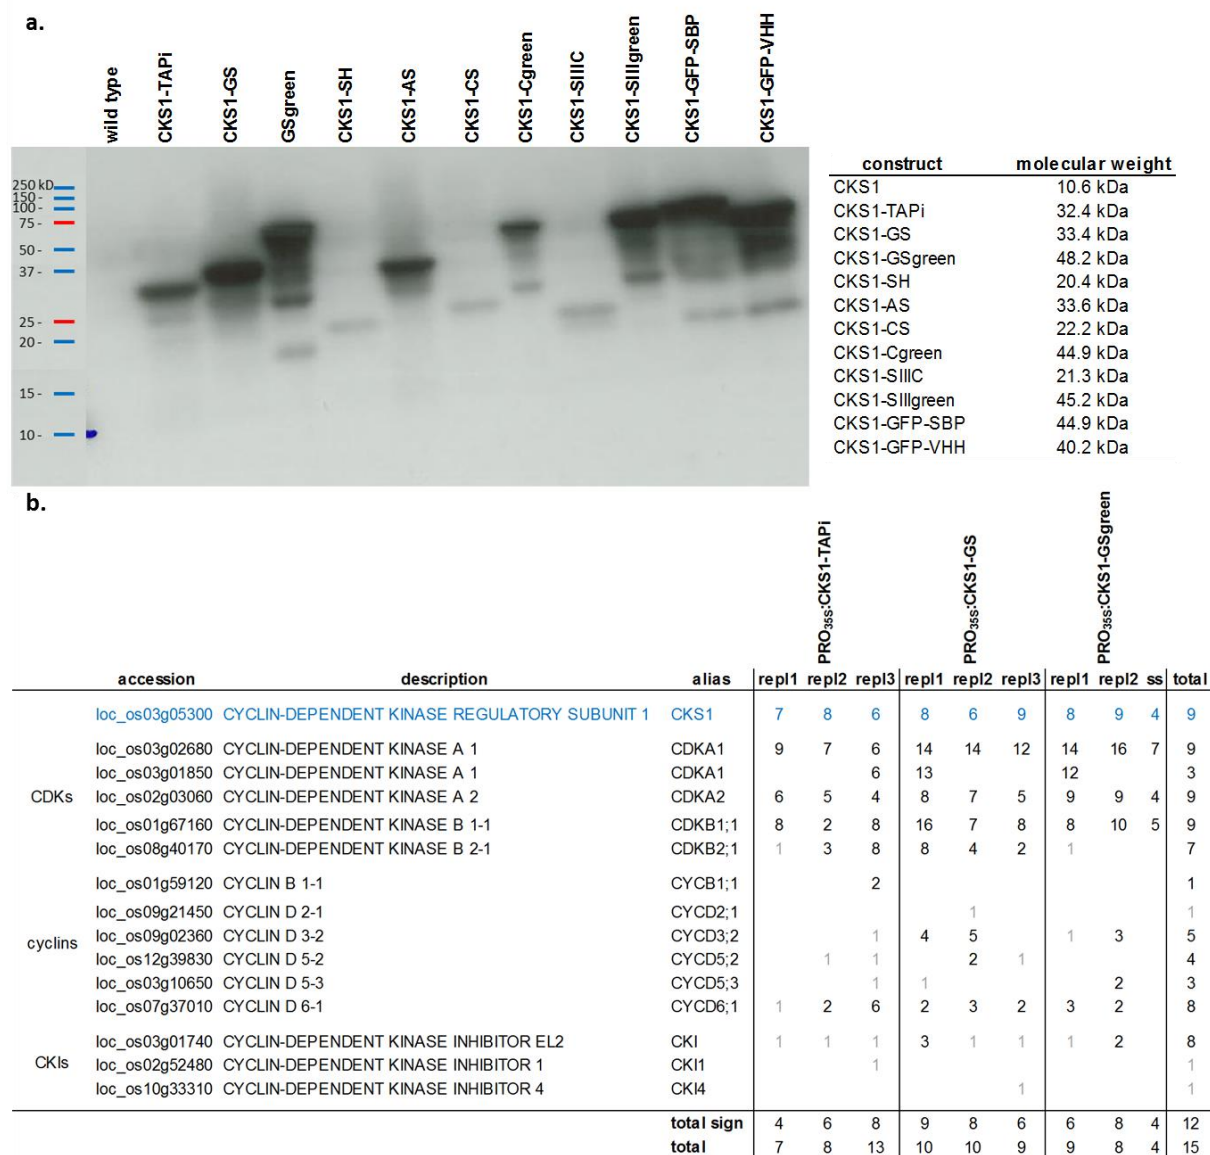 a.
wild type
CKS1-TAPi
CKS1-GS
GSgreen
CKS1-SH
CKS1-AS
CKS1-CS
CKS1-Cgreen
CKS1-SIIIC
CKS1-SIIIgreen
CKS1-GFP-SBP
CKS1-GFP-VHH
250 kD
150 -
100 -
75 -
50 -
37 -
25 -
20 -
15 -
10 -
construct molecular weight
CKS1 10.6 kDa
CKS1-TAPi 32.4 kDa
CKS1-GS 33.4 kDa
CKS1-GSgreen 48.2 kDa
CKS1-SH 20.4 kDa
CKS1-AS 33.6 kDa
CKS1-CS 22.2 kDa
CKS1-Cgreen 44.9 kDa
CKS1-SIIIC 21.3 kDa
CKS1-SIIIgreen 45.2 kDa
CKS1-GFP-SBP 44.9 kDa
CKS1-GFP-VHH 40.2 kDa
b.
PRO35S:CKS1-TAPi
PRO35S:CKS1-GS
PRO35S:CKS1-GSgreen
accession description alias repl1 repl2 repl3 repl1 repl2 repl3 repl1 repl2 ss total
loc_os03g05300 CYCLIN-DEPENDENT KINASE REGULATORY SUBUNIT 1 CKS1 7 8 6 8 6 9 8 9 4 9
loc_os03g02680 CYCLIN-DEPENDENT KINASE A 1 CDKA1 9 7 6 14 14 12 14 16 7 9
loc_os03g01850 CYCLIN-DEPENDENT KINASE A 1 CDKA1 6 13 12 3
CDKs loc_os02g03060 CYCLIN-DEPENDENT KINASE A 2 CDKA2 6 5 4 8 7 5 9 9 4 9
loc_os01g67160 CYCLIN-DEPENDENT KINASE B 1-1 CDKB1;1 8 2 8 16 7 8 8 10 5 9
loc_os08g40170 CYCLIN-DEPENDENT KINASE B 2-1 CDKB2;1 1 3 8 8 4 2 1 7
loc_os01g59120 CYCLIN B 1-1 CYCB1;1 2 1
loc_os09g21450 CYCLIN D 2-1 CYCD2;1 1 1
cyclins loc_os09g02360 CYCLIN D 3-2 CYCD3;2 1 4 5 1 3 5
loc_os12g39830 CYCLIN D 5-2 CYCD5;2 1 1 2 1 4
loc_os03g10650 CYCLIN D 5-3 CYCD5;3 1 1 2 3
loc_os07g37010 CYCLIN D 6-1 CYCD6;1 1 2 6 2 3 2 3 2 8
loc_os03g01740 CYCLIN-DEPENDENT KINASE INHIBITOR EL2 CKI 1 1 1 3 1 1 1 2 8
CKIs loc_os02g52480 CYCLIN-DEPENDENT KINASE INHIBITOR 1 CKI1 1 1
loc_os10g33310 CYCLIN-DEPENDENT KINASE INHIBITOR 4 CKI4 1 1
total sign 4 6 8 9 8 6 6 8 4 12
total 7 8 13 10 10 9 9 8 4 15